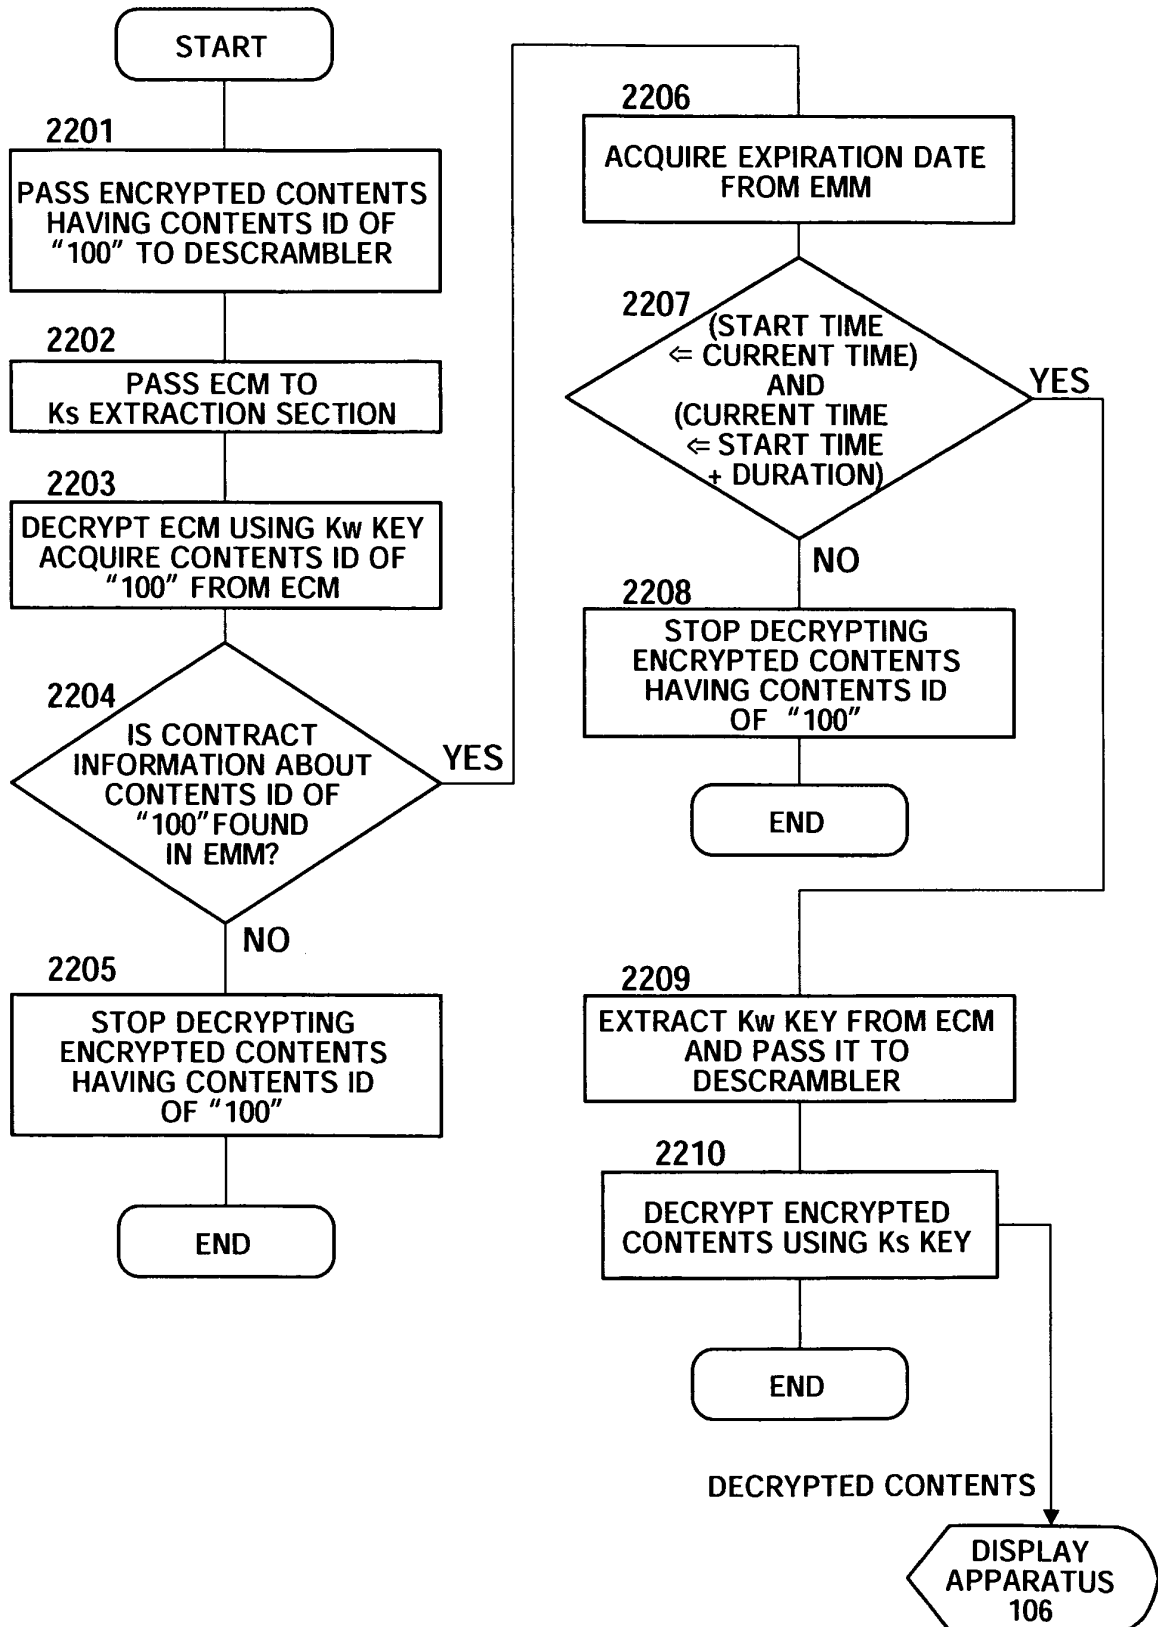 START
2201
PASS ENCRYPTED CONTENTS
HAVING CONTENTS ID OF
"100" TO DESCRAMBLER
2202
PASS ECM TO
Ks EXTRACTION SECTION
2203
DECRYPT ECM USING Kw KEY
ACQUIRE CONTENTS ID OF
"100" FROM ECM
2204
IS CONTRACT
INFORMATION ABOUT
CONTENTS ID OF
"100"FOUND
IN EMM?
YES
NO
2205
STOP DECRYPTING
ENCRYPTED CONTENTS
HAVING CONTENTS ID
OF "100"
END
2206
ACQUIRE EXPIRATION DATE
FROM EMM
2207
(START TIME
⇐ CURRENT TIME)
AND
(CURRENT TIME
⇐ START TIME
+ DURATION)
YES
NO
2208
STOP DECRYPTING
ENCRYPTED CONTENTS
HAVING CONTENTS ID
OF "100"
END
2209
EXTRACT Kw KEY FROM ECM
AND PASS IT TO
DESCRAMBLER
2210
DECRYPT ENCRYPTED
CONTENTS USING Ks KEY
END
DECRYPTED CONTENTS
DISPLAY
APPARATUS
106